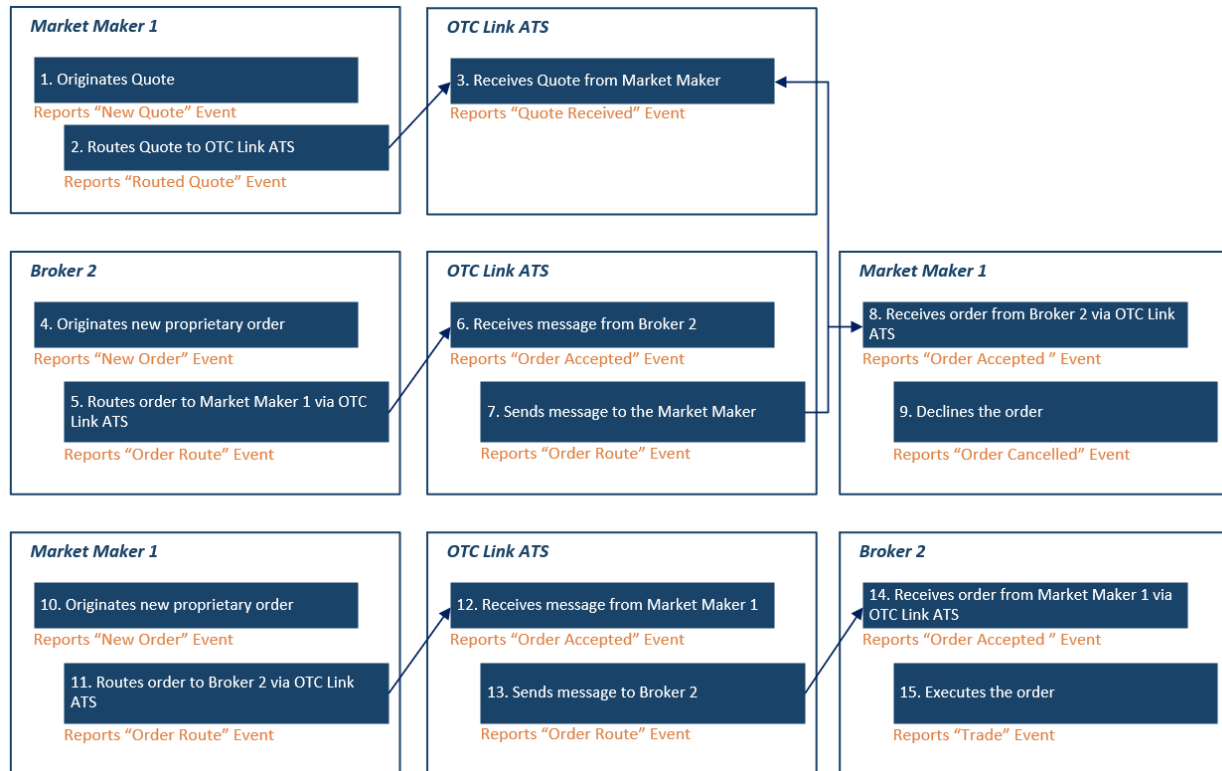 Market Maker 1
1. Originates Quote
Reports “New Quote” Event
2. Routes Quote to OTC Link ATS
Reports “Routed Quote” Event
OTC Link ATS
3. Receives Quote from Market Maker
Reports “Quote Received” Event
Broker 2
4. Originates new proprietary order
Reports “New Order” Event
5. Routes order to Market Maker 1 via OTC
Link ATS
Reports “Order Route” Event
OTC Link ATS
6. Receives message from Broker 2
Reports “Order Accepted” Event
7. Sends message to the Market Maker
Reports “Order Route” Event
Market Maker 1
8. Receives order from Broker 2 via OTC Link
ATS
Reports “Order Accepted ” Event
9. Declines the order
Reports “Order Cancelled” Event
Market Maker 1
10. Originates new proprietary order
Reports “New Order” Event
11. Routes order to Broker 2 via OTC Link
ATS
Reports “Order Route” Event
OTC Link ATS
12. Receives message from Market Maker 1
Reports “Order Accepted” Event
13. Sends message to Broker 2
Reports “Order Route” Event
Broker 2
14. Receives order from Market Maker 1 via
OTC Link ATS
Reports “Order Accepted ” Event
15. Executes the order
Reports “Trade” Event